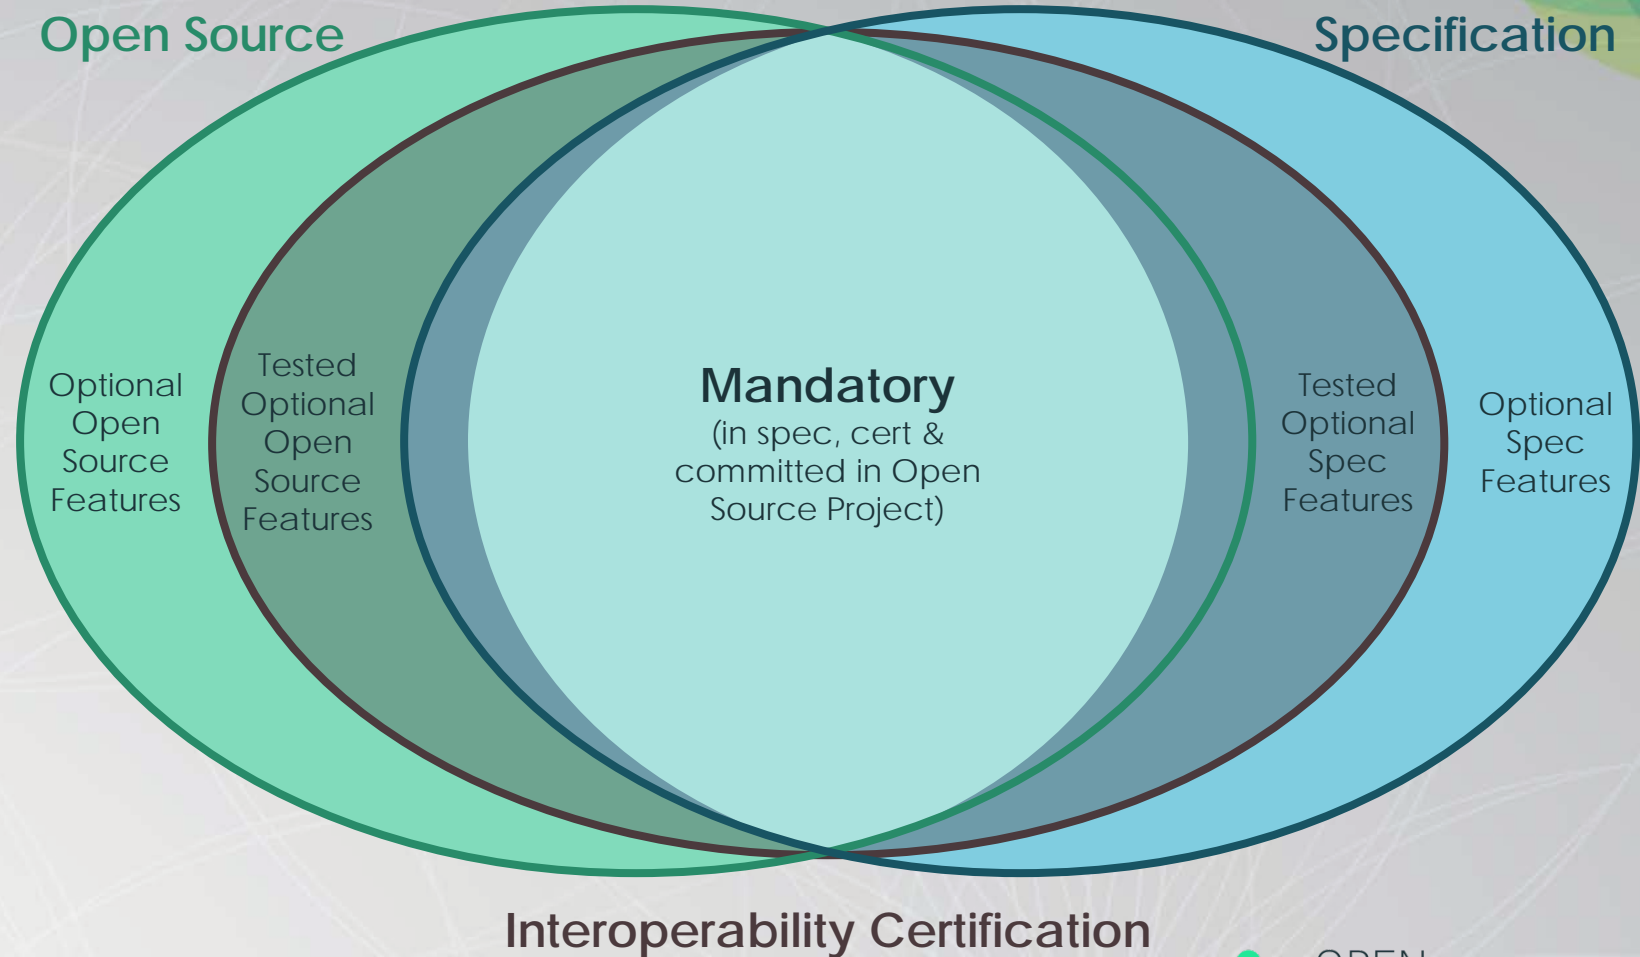 Open Source
Specification
Optional
Open
Source
Features
Tested
Optional
Open
Source
Features
Mandatory
(in spec, cert &
committed in Open
Source Project)
Tested
Optional
Spec
Features
Optional
Spec
Features
Interoperability Certification
OPEN